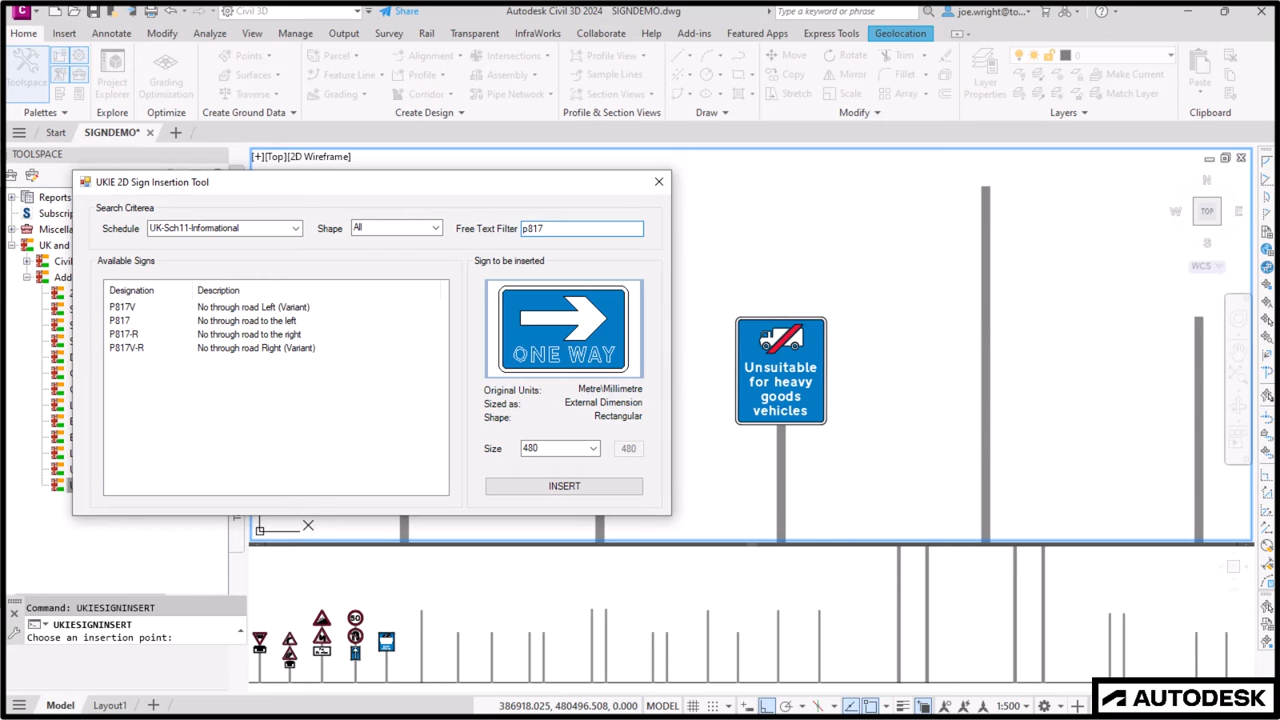 C
Civil 3D
Share
Autodesk Civil 3D 2024 SIGNDEMO.dwg
Type a keyword or phrase
joe.wright@to...
Home Insert Annotate Modify Analyze View Manage Output Survey Rail Transparent InfraWorks Collaborate Help Add-ins Featured Apps Express Tools Geolocation
Toolspace
Project Explorer
Grading Optimization
Points
Surfaces
Traverse
Parcel
Feature Line
Grading
Alignment
Profile
Corridor
Intersections
Assembly
Pipe Network
Profile View
Sample Lines
Section Views
Move Rotate Trim
Copy Mirror Fillet
Stretch Scale Array
Layer Properties
0
Make Current
Match Layer
Paste
Palettes Explore Optimize Create Ground Data Create Design Profile & Section Views Draw Modify Layers Clipboard
Start SIGNDEMO*
TOOLSPACE
[+][Top][2D Wireframe]
Reports
Subscrip
Miscella
UK and
Civi
Add
UKIE 2D Sign Insertion Tool
Search Criterea
Schedule UK-Sch11-Informational Shape All Free Text Filter p817
Available Signs
Designation Description
P817V No through road Left (Variant)
P817 No through road to the left
P817-R No through road to the right
P817V-R No through road Right (Variant)
Sign to be inserted
ONE WAY
Original Units: Metre\Millimetre
Sized as: External Dimension
Shape: Rectangular
Size 480 480
INSERT
Unsuitable
for heavy
goods
vehicles
N
W TOP E
S
WCS
X
50
Command: UKIESIGNINSERT
UKIESIGNINSERT
Choose an insertion point:
Model Layout1
386918.025, 480496.508, 0.000 MODEL 1:500
AUTODESK